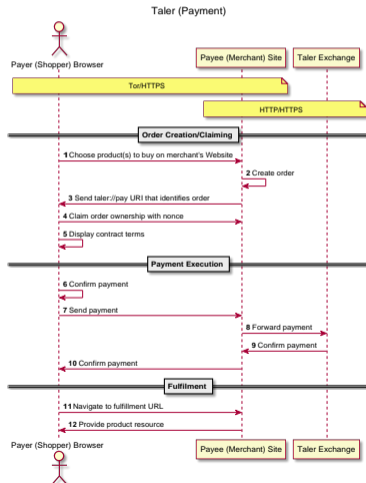 Taler (Payment)
Payer (Shopper) Browser
Payee (Merchant) Site
Taler Exchange
Tor/HTTPS
HTTP/HTTPS
Order Creation/Claiming
1 Choose product(s) to buy on merchant's Website
2 Create order
3 Send taler://pay URI that identifies order
4 Claim order ownership with nonce
5 Display contract terms
Payment Execution
6 Confirm payment
7 Send payment
8 Forward payment
9 Confirm payment
10 Confirm payment
Fulfilment
11 Navigate to fulfillment URL
12 Provide product resource
Payer (Shopper) Browser
Payee (Merchant) Site
Taler Exchange